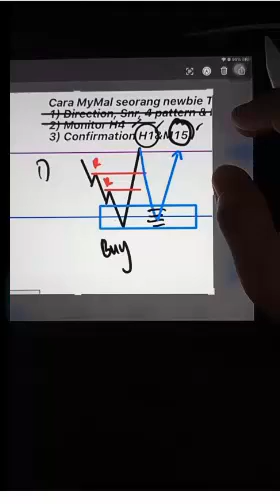 Cara MyMal seorang newbie T
1) Direction, Snr, 4 pattern &
2) Monitor H4
3) Confirmation H1&M15
1)
R
R
Buy